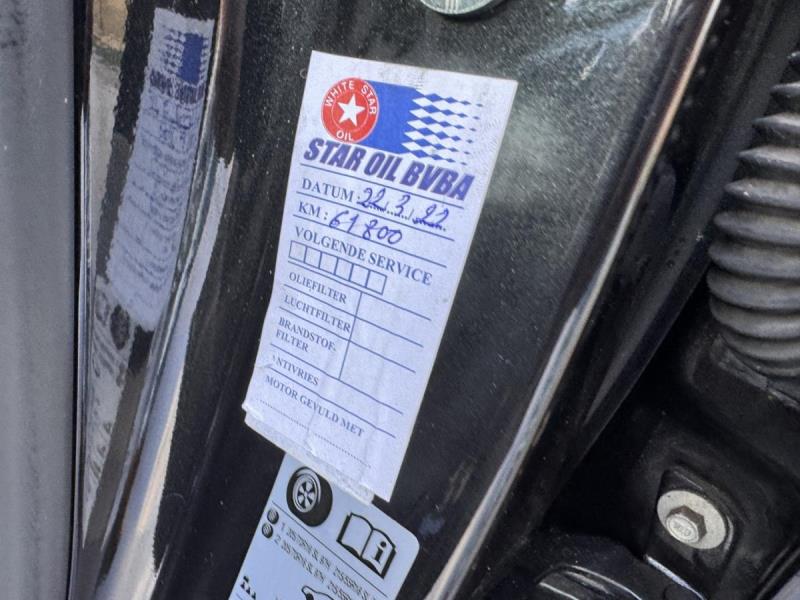 WHITE STAR
OIL
STAR OIL BVBA
DATUM : 22.3.22
KM : 61800
VOLGENDE SERVICE
OLIEFILTER
LUCHTFILTER
BRANDSTOF-
FILTER
ANTIVRIES
MOTOR GEVULD MET